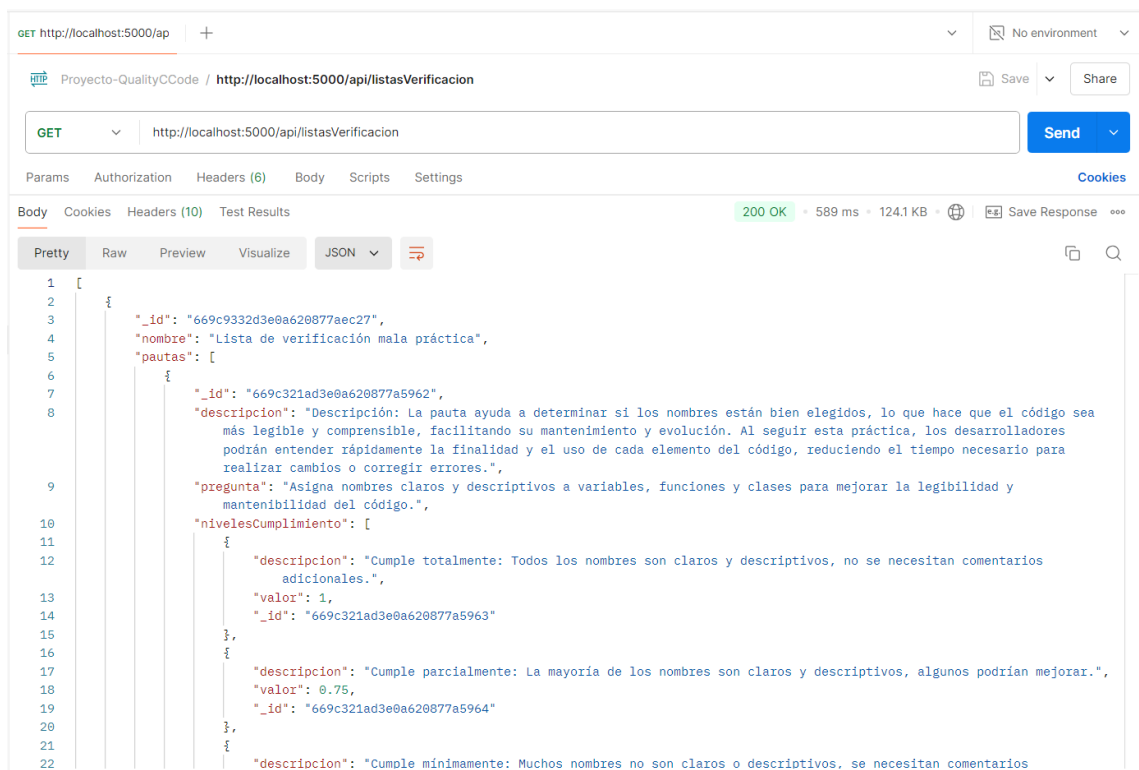 GET http://localhost:5000/ap
No environment
HTTP Proyecto-QualityCCode / http://localhost:5000/api/listasVerificacion Save Share
GET http://localhost:5000/api/listasVerificacion Send
Params Authorization Headers (6) Body Scripts Settings Cookies
Body Cookies Headers (10) Test Results 200 OK 589 ms 124.1 KB e.g. Save Response
Pretty Raw Preview Visualize JSON
1 [
2 {
3 "_id": "669c9332d3e0a620877aec27",
4 "nombre": "Lista de verificación mala práctica",
5 "pautas": [
6 {
7 "_id": "669c321ad3e0a620877a5962",
8 "descripcion": "Descripción: La pauta ayuda a determinar si los nombres están bien elegidos, lo que hace que el código sea
más legible y comprensible, facilitando su mantenimiento y evolución. Al seguir esta práctica, los desarrolladores
podrán entender rápidamente la finalidad y el uso de cada elemento del código, reduciendo el tiempo necesario para
realizar cambios o corregir errores.",
9 "pregunta": "Asigna nombres claros y descriptivos a variables, funciones y clases para mejorar la legibilidad y
mantenibilidad del código.",
10 "nivelesCumplimiento": [
11 {
12 "descripcion": "Cumple totalmente: Todos los nombres son claros y descriptivos, no se necesitan comentarios
adicionales.",
13 "valor": 1,
14 "_id": "669c321ad3e0a620877a5963"
15 },
16 {
17 "descripcion": "Cumple parcialmente: La mayoría de los nombres son claros y descriptivos, algunos podrían mejorar.",
18 "valor": 0.75,
19 "_id": "669c321ad3e0a620877a5964"
20 },
21 {
22 "descripcion": "Cumple mínimamente: Muchos nombres no son claros o descriptivos, se necesitan comentarios